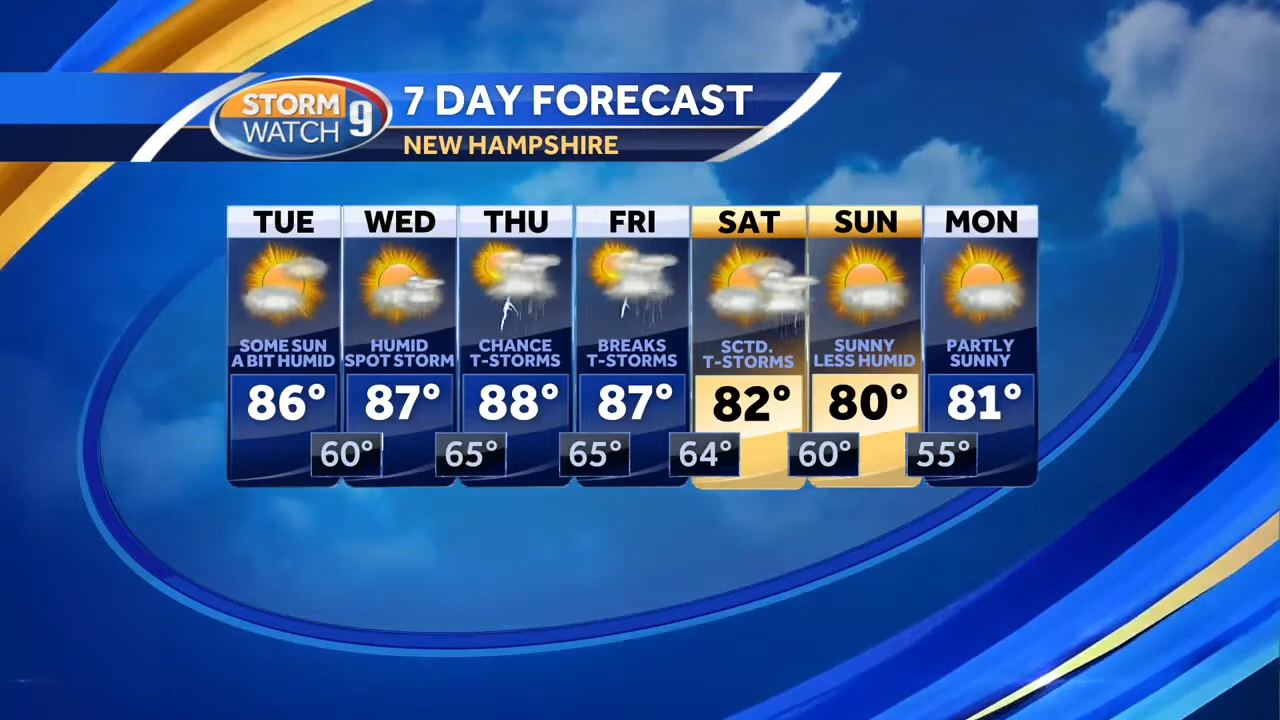 STORM
WATCH 9
7 DAY FORECAST
NEW HAMPSHIRE
TUE
SOME SUN
A BIT HUMID
86°
60°
WED
HUMID
SPOT STORM
87°
65°
THU
CHANCE
T-STORMS
88°
65°
FRI
BREAKS
T-STORMS
87°
64°
SAT
SCTD.
T-STORMS
82°
60°
SUN
SUNNY
LESS HUMID
80°
55°
MON
PARTLY
SUNNY
81°